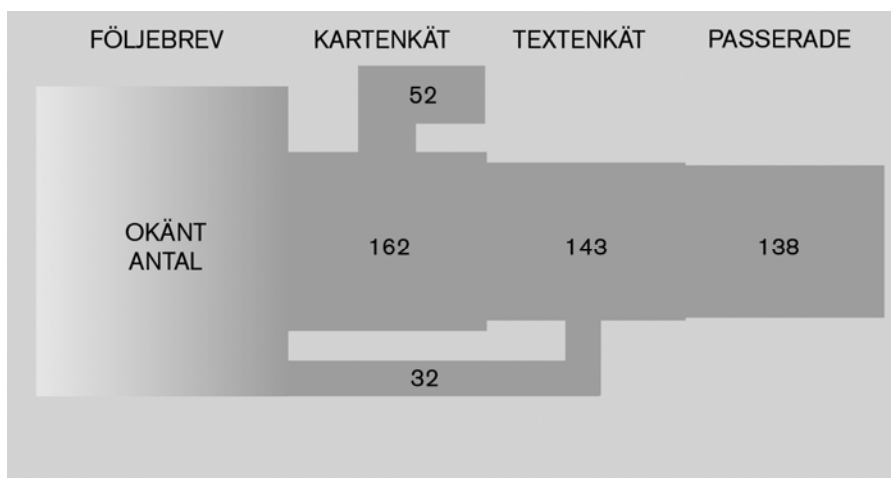 FÖLJEBREV KARTENKÄT TEXTENKÄT PASSERADE
52
OKÄNT
ANTAL
162 143 138
32